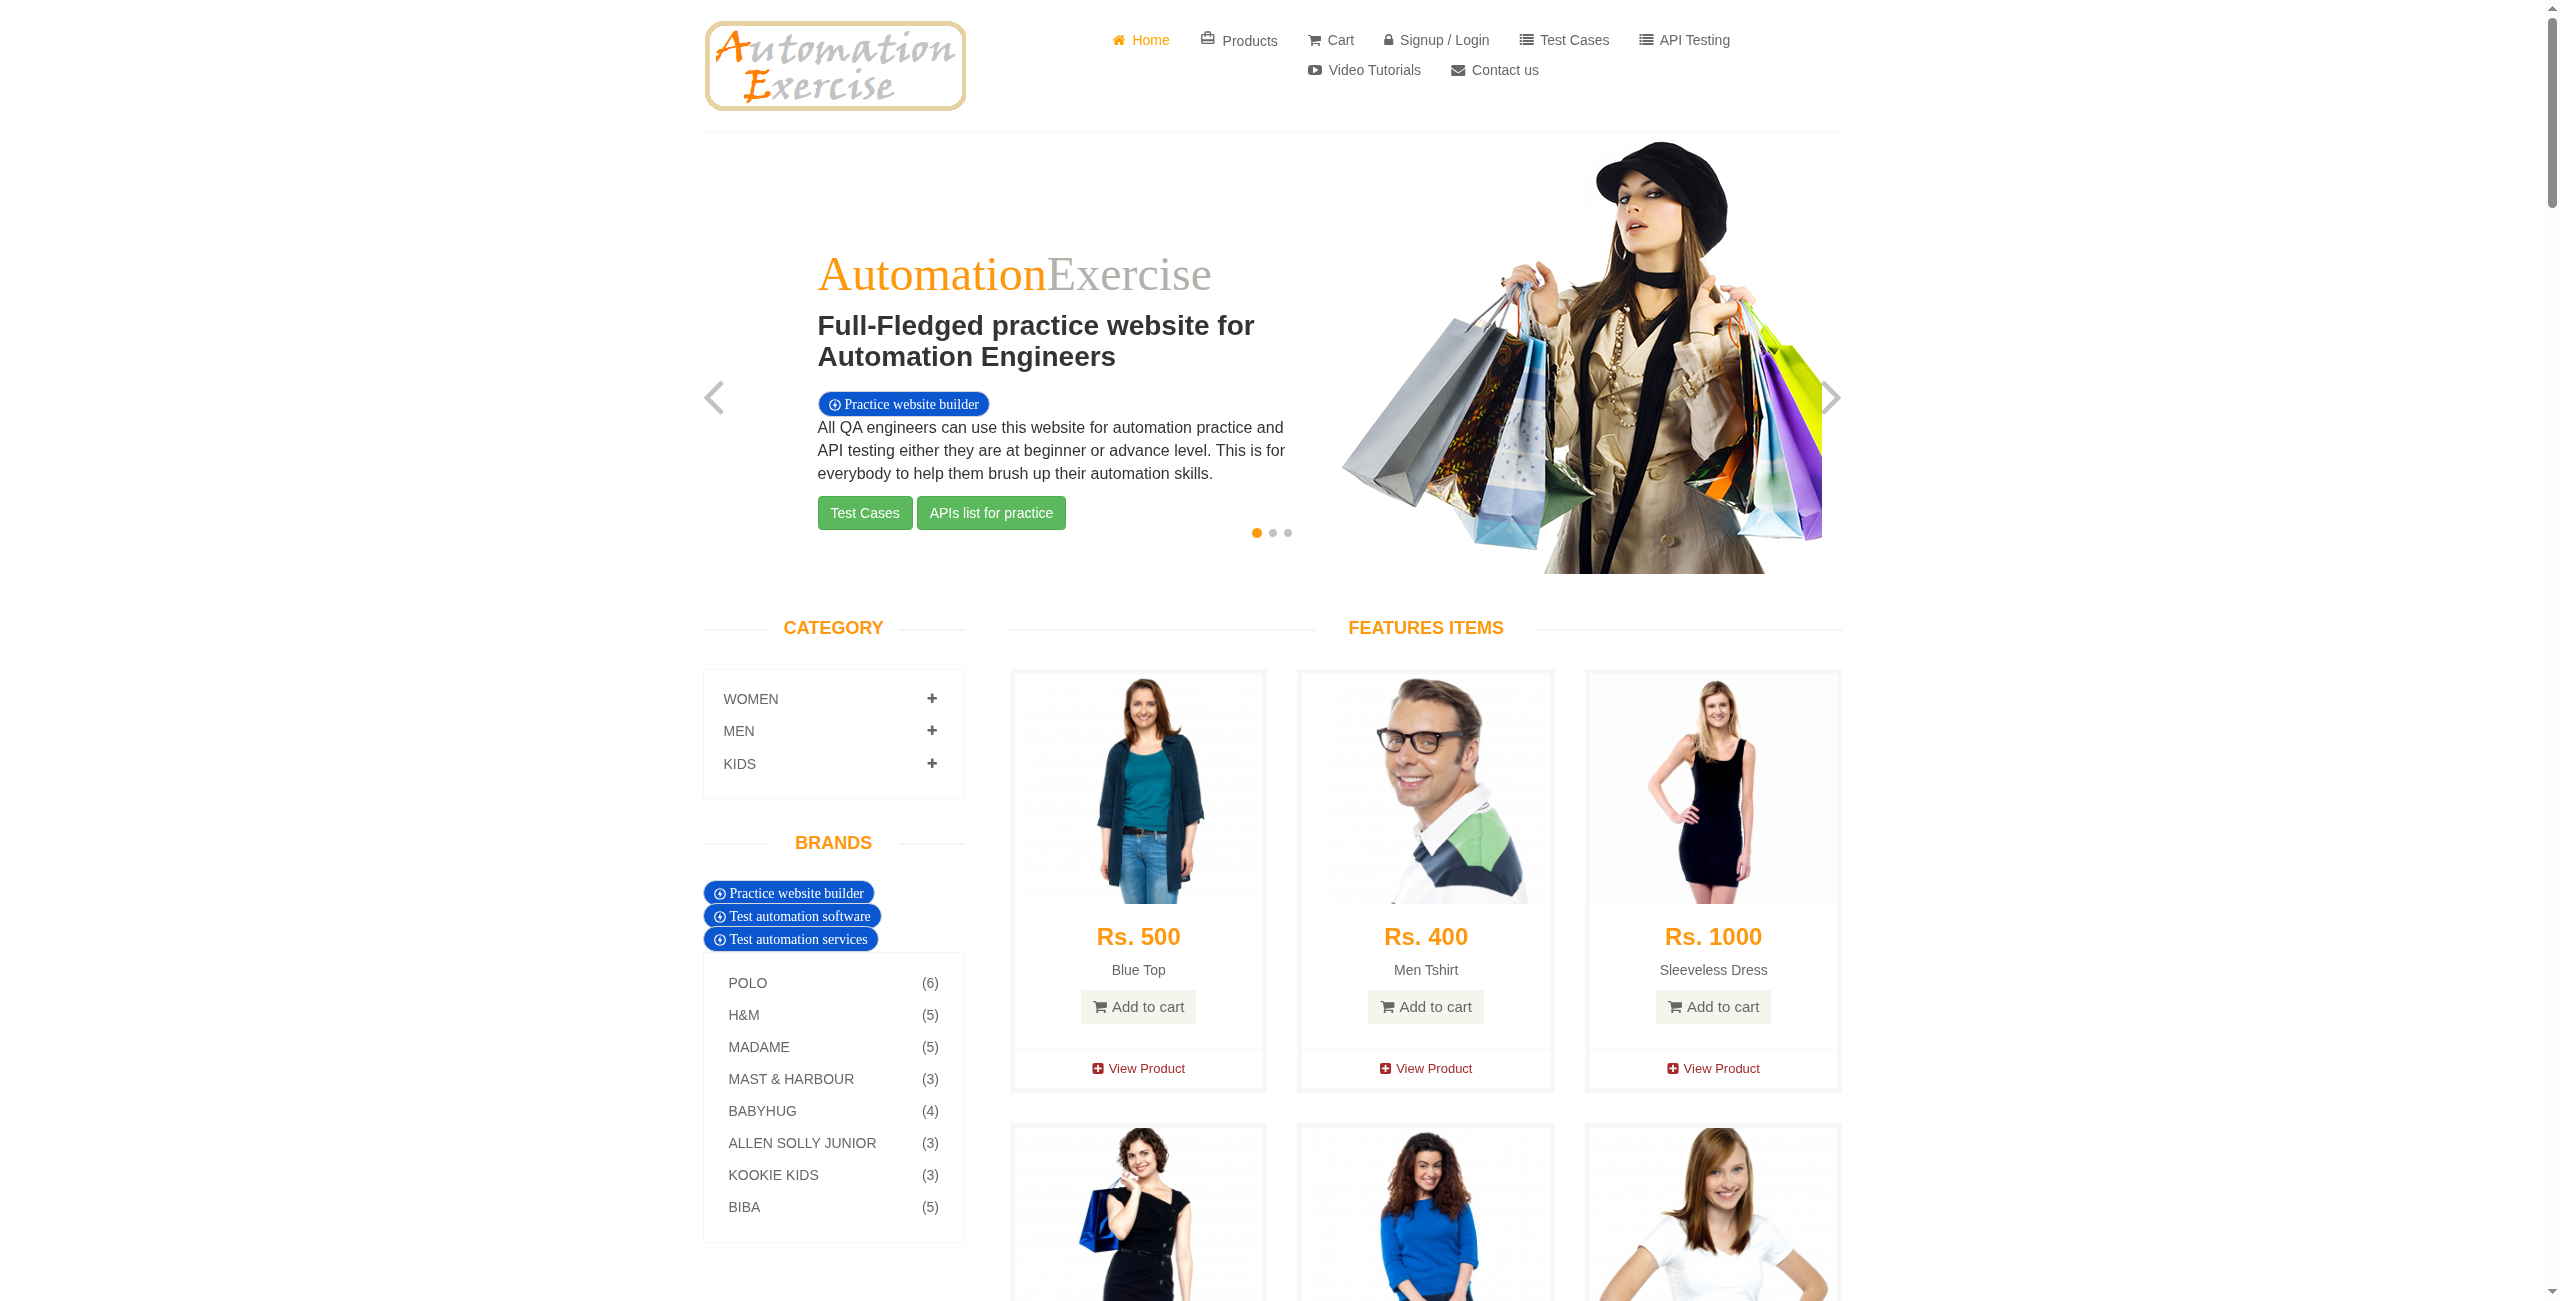 Automation
Exercise
Home
Products
Cart
Signup / Login
Test Cases
API Testing
Video Tutorials
Contact us
AutomationExercise
Full-Fledged practice website for
Automation Engineers
Practice website builder
All QA engineers can use this website for automation practice and
API testing either they are at beginner or advance level. This is for
everybody to help them brush up their automation skills.
Test Cases
APIs list for practice
CATEGORY
WOMEN
MEN
KIDS
BRANDS
Practice website builder
Test automation software
Test automation services
POLO (6)
H&M (5)
MADAME (5)
MAST & HARBOUR (3)
BABYHUG (4)
ALLEN SOLLY JUNIOR (3)
KOOKIE KIDS (3)
BIBA (5)
FEATURES ITEMS
Rs. 500
Blue Top
Add to cart
View Product
Rs. 400
Men Tshirt
Add to cart
View Product
Rs. 1000
Sleeveless Dress
Add to cart
View Product